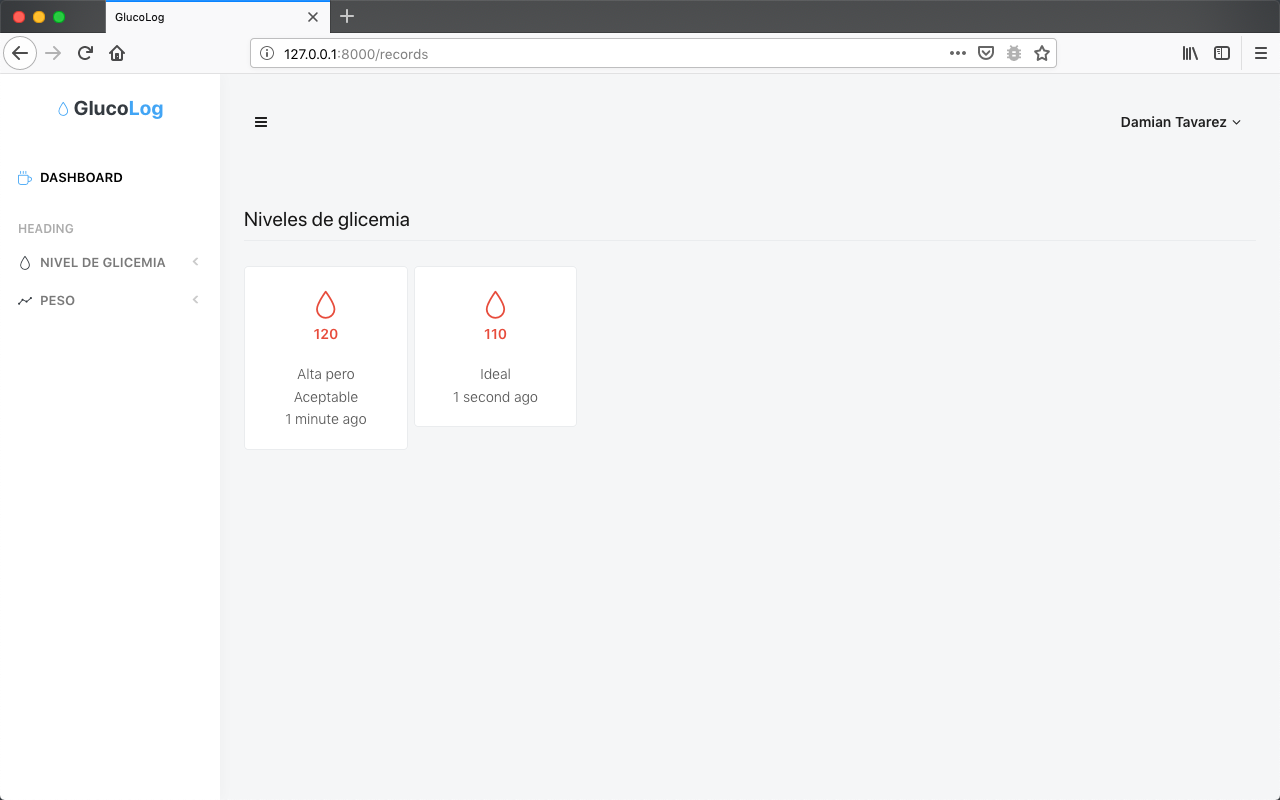 GlucoLog
127.0.0.1:8000/records
GlucoLog
Damian Tavarez
DASHBOARD
HEADING
NIVEL DE GLICEMIA
PESO
Niveles de glicemia
120
Alta pero
Aceptable
1 minute ago
110
Ideal
1 second ago